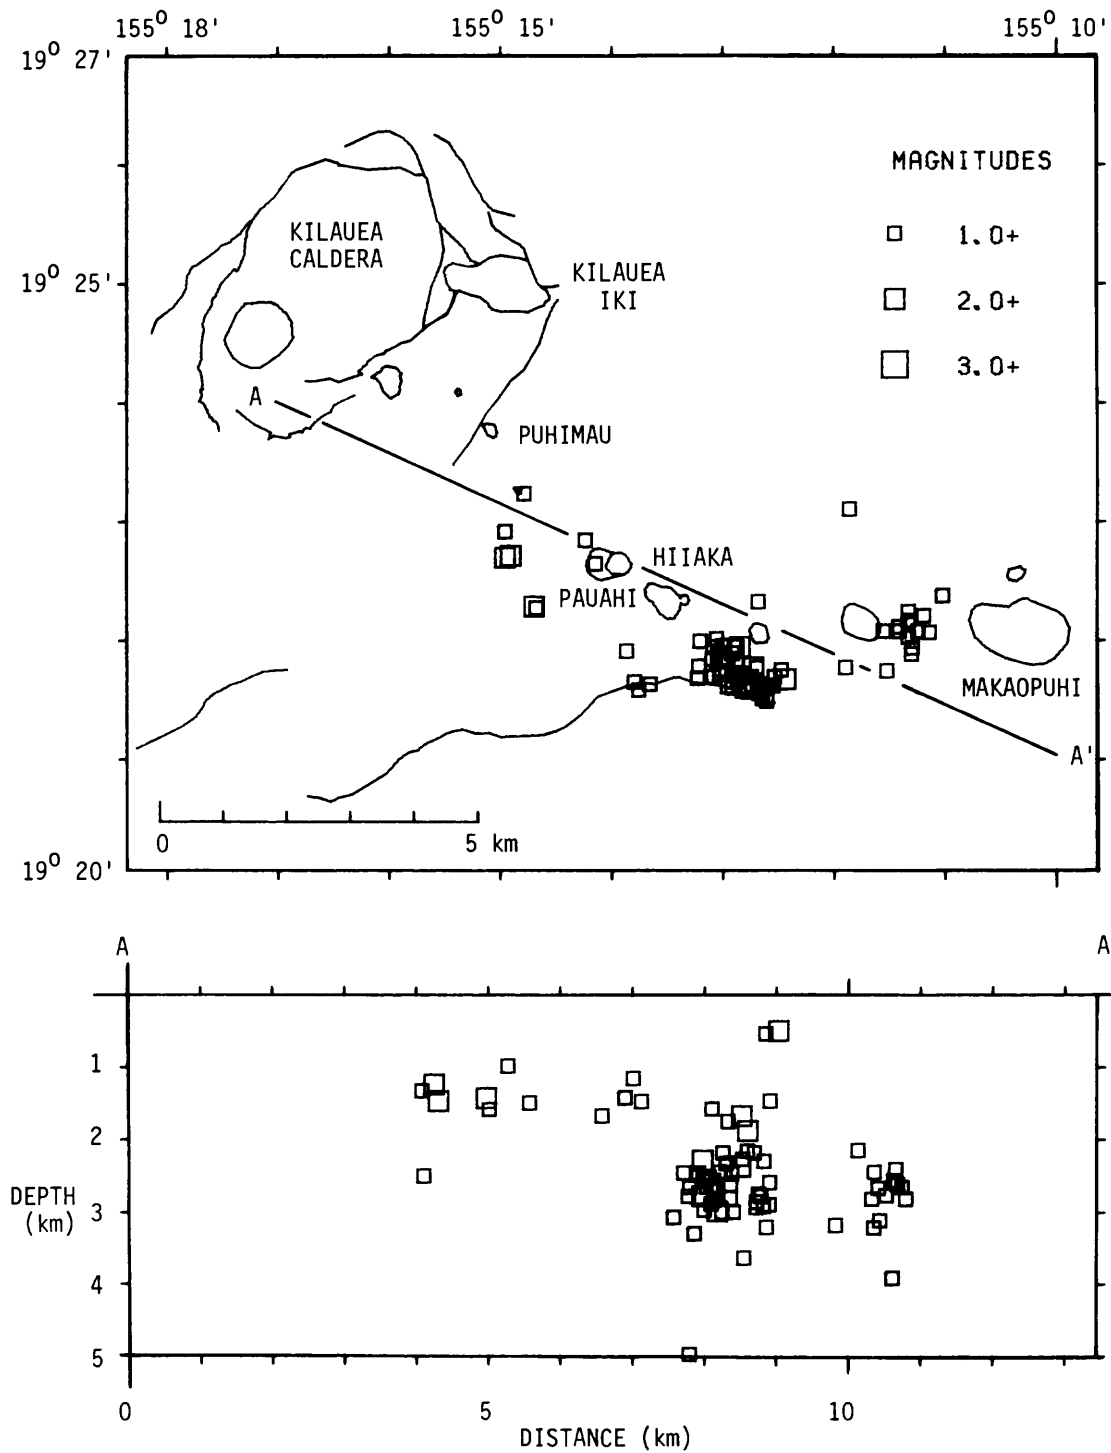 155° 18'
155° 15'
155° 10'
19° 27'
MAGNITUDES
KILAUEA
CALDERA
1.0+
19° 25'
KILAUEA
IKI
2.0+
3.0+
A
PUHIMAU
HIIAKA
PAUAHI
MAKAOPUHI
A'
0
5 km
19° 20'
A
A
1
2
DEPTH
(km)
3
4
5
0
5
10
DISTANCE (km)